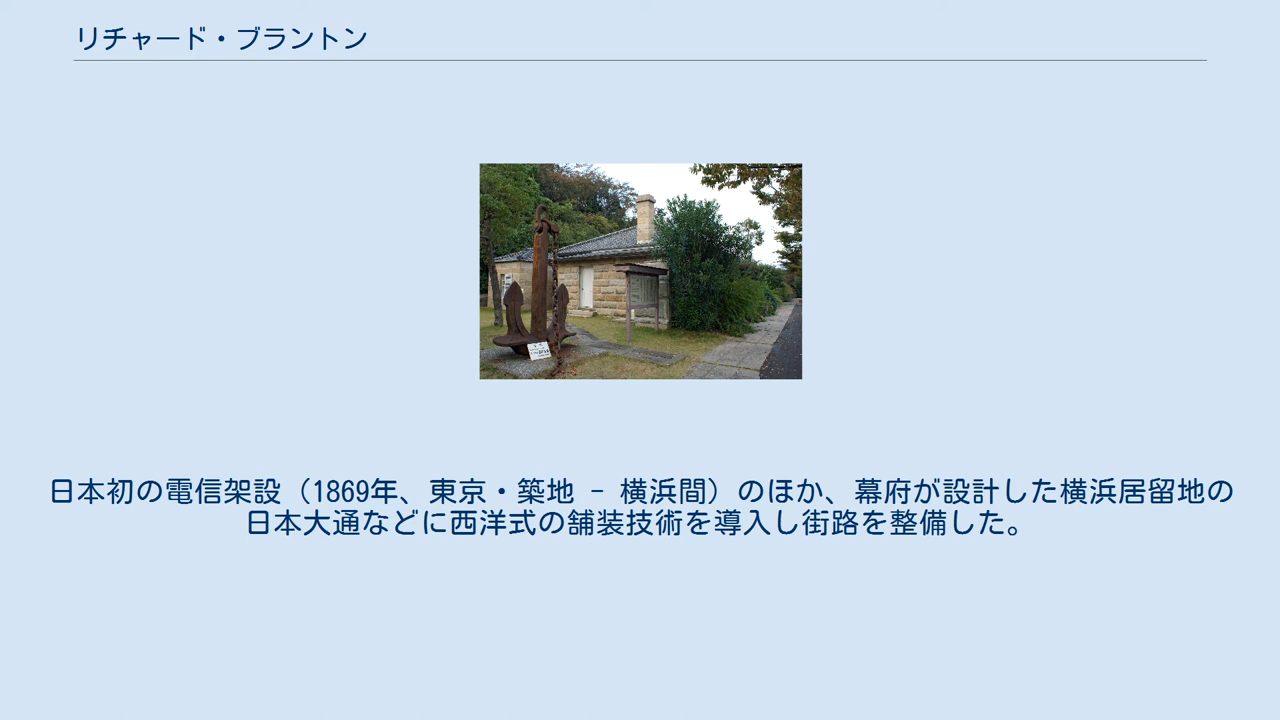 リチャード・ブラントン
日本初の電信架設（1869年、東京・築地 - 横浜間）のほか、幕府が設計した横浜居留地の
日本大通などに西洋式の舗装技術を導入し街路を整備した。